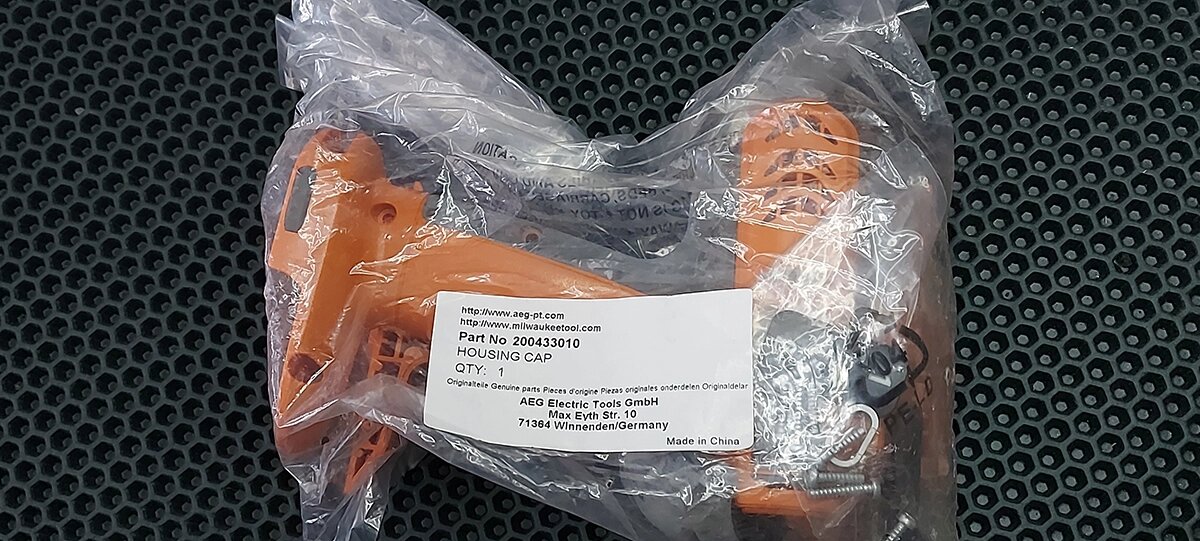 http://www.aeg-pt.com
http://www.milwaukeetool.com
Part No 200433010
HOUSING CAP
QTY: 1
Originalteile Genuine parts Pieces d'origine Piezas originales onderdelen Originaldelar
AEG Electric Tools GmbH
Max Eyth Str. 10
71364 Winnenden/Germany
Made in China